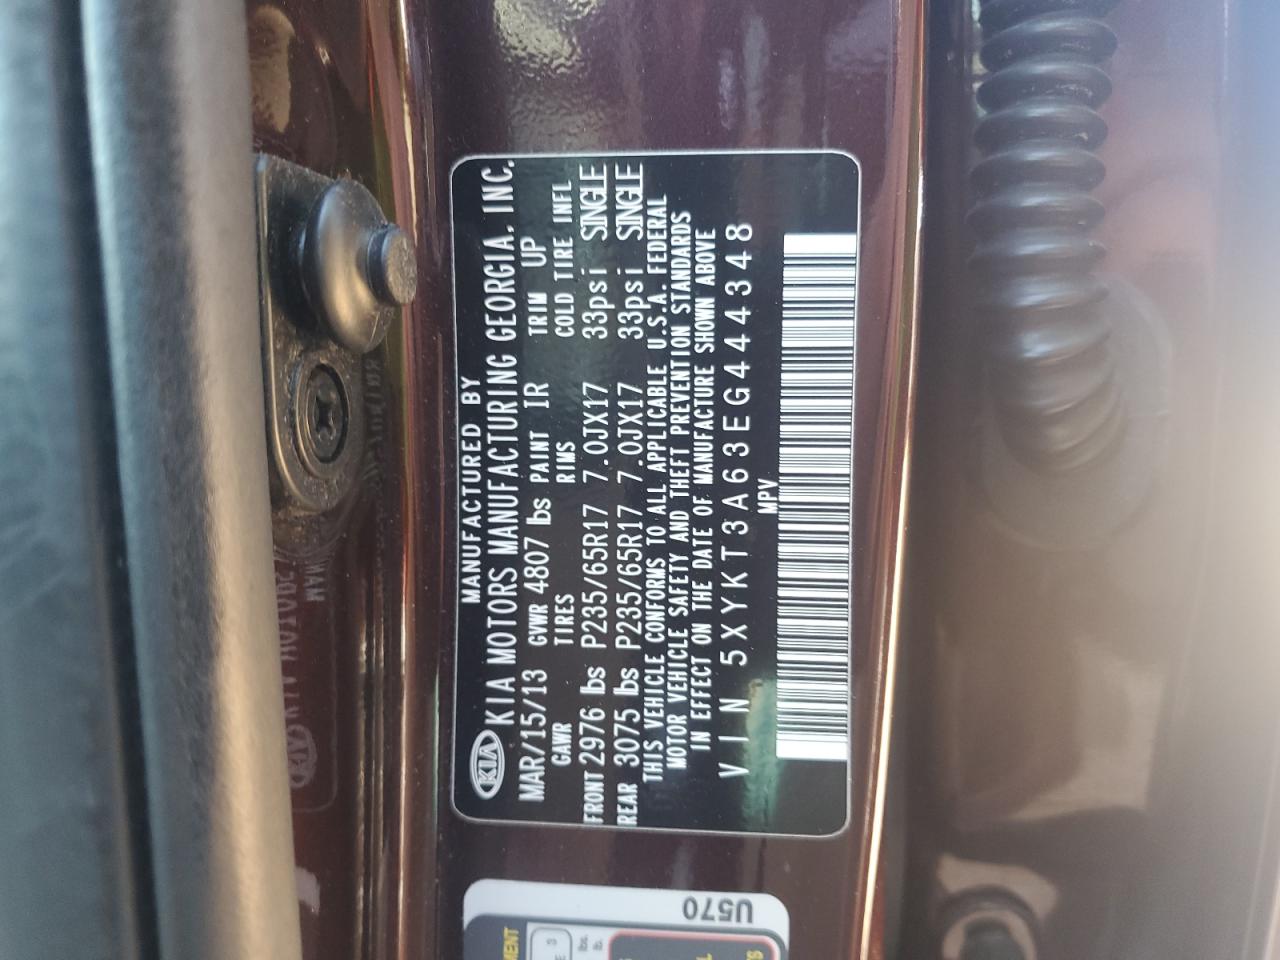 KIA
MANUFACTURED BY
KIA MOTORS MANUFACTURING GEORGIA, INC.
MAR/15/13 GVWR 4807 lbs PAINT IR TRIM UP
GAWR TIRES RIMS COLD TIRE INFL
FRONT 2976 lbs P235/65R17 7.0JX17 33psi SINGLE
REAR 3075 lbs P235/65R17 7.0JX17 33psi SINGLE
THIS VEHICLE CONFORMS TO ALL APPLICABLE U.S.A. FEDERAL
MOTOR VEHICLE SAFETY AND THEFT PREVENTION STANDARDS
IN EFFECT ON THE DATE OF MANUFACTURE SHOWN ABOVE
VIN 5XYKT3A63EG444348
MPV
U570